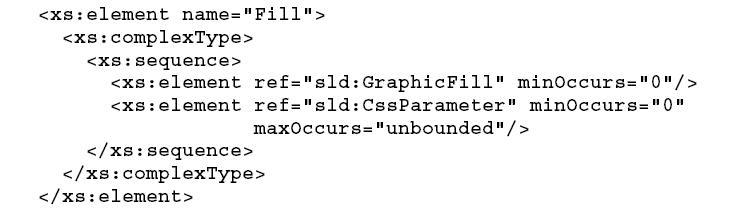 <xs:element name="Fill">
  <xs:complexType>
    <xs:sequence>
      <xs:element ref="sld:GraphicFill" minOccurs="0"/>
      <xs:element ref="sld:CssParameter" minOccurs="0"
                  maxOccurs="unbounded"/>
    </xs:sequence>
  </xs:complexType>
</xs:element>